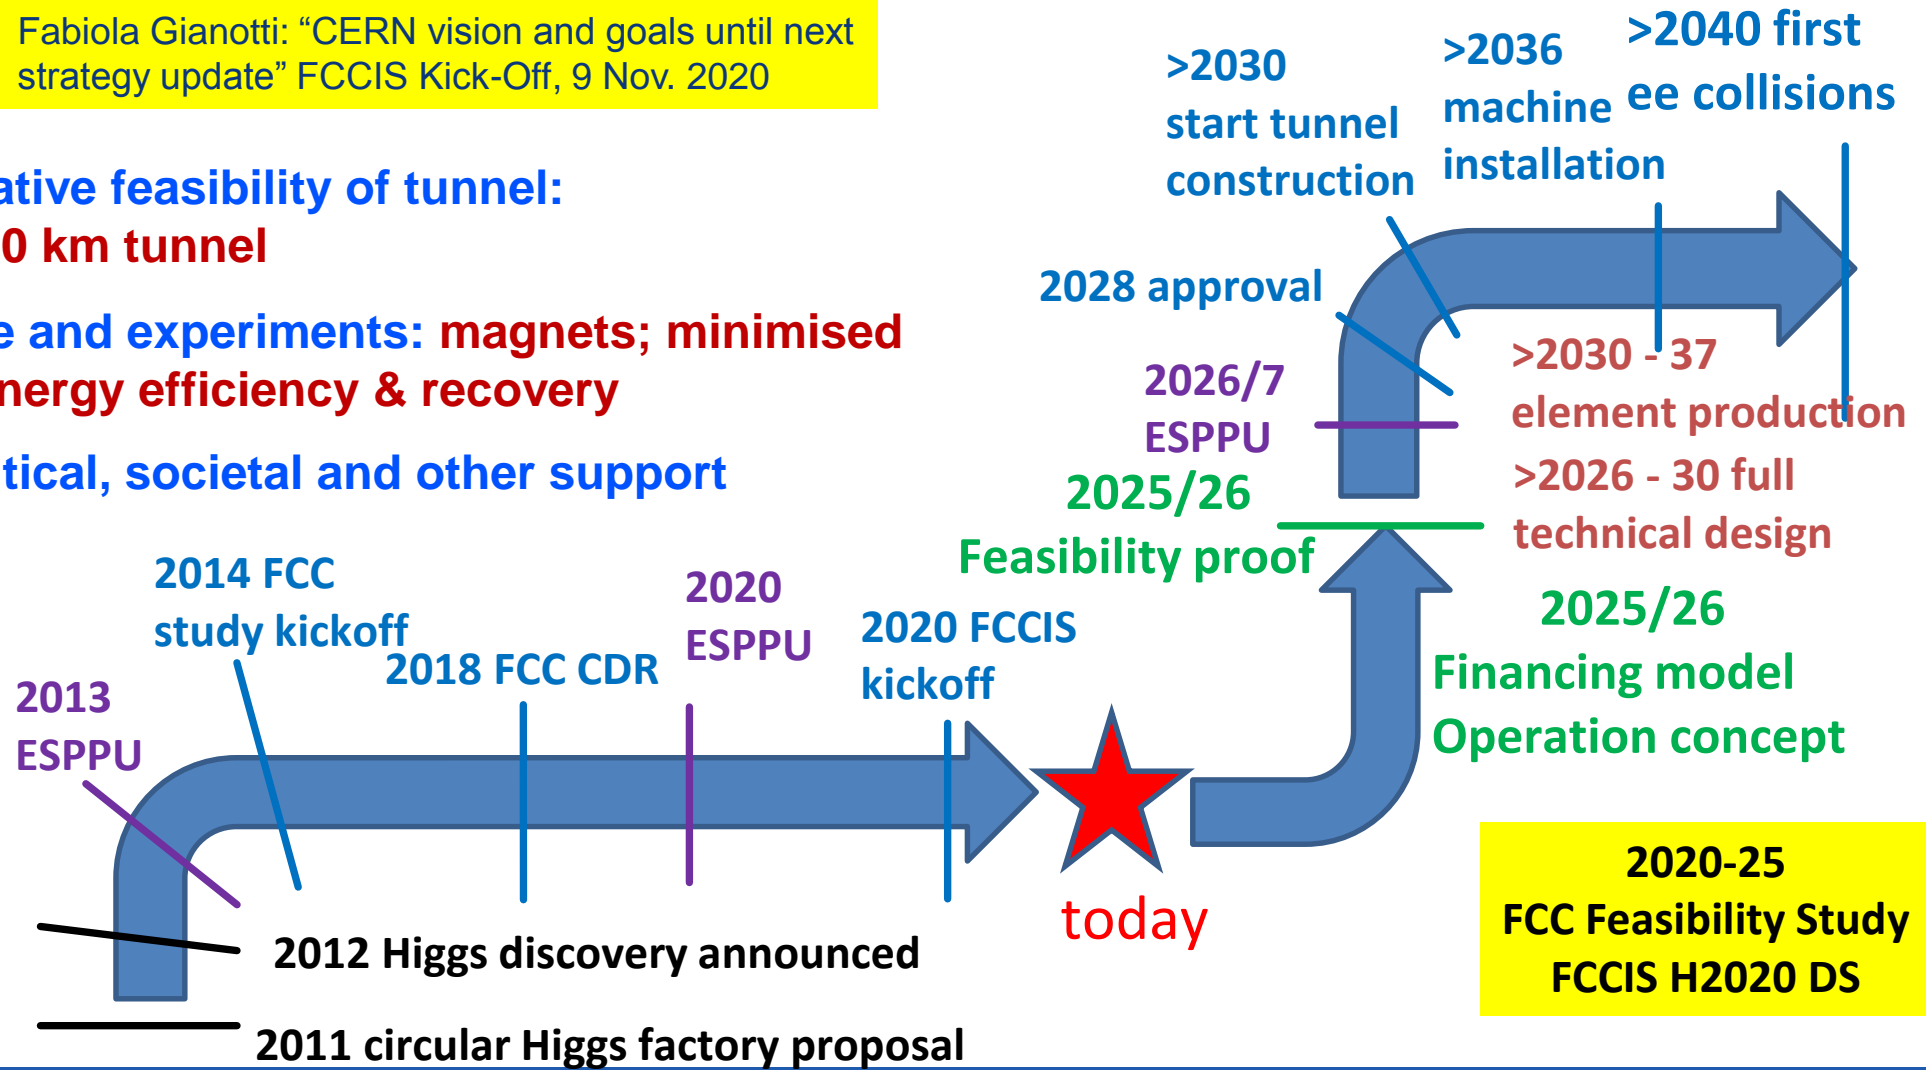 Fabiola Gianotti: “CERN vision and goals until next
strategy update” FCCIS Kick-Off, 9 Nov. 2020
ative feasibility of tunnel:
0 km tunnel
e and experiments: magnets; minimised
nergy efficiency & recovery
tical, societal and other support
>2030
start tunnel
construction
>2036
machine
installation
>2040 first
ee collisions
2028 approval
2026/7
ESPPU
>2030 - 37
element production
>2026 - 30 full
technical design
2025/26
Feasibility proof
2025/26
Financing model
Operation concept
2014 FCC
study kickoff
2018 FCC CDR
2020
ESPPU
2020 FCCIS
kickoff
2013
ESPPU
today
2012 Higgs discovery announced
2011 circular Higgs factory proposal
2020-25
FCC Feasibility Study
FCCIS H2020 DS